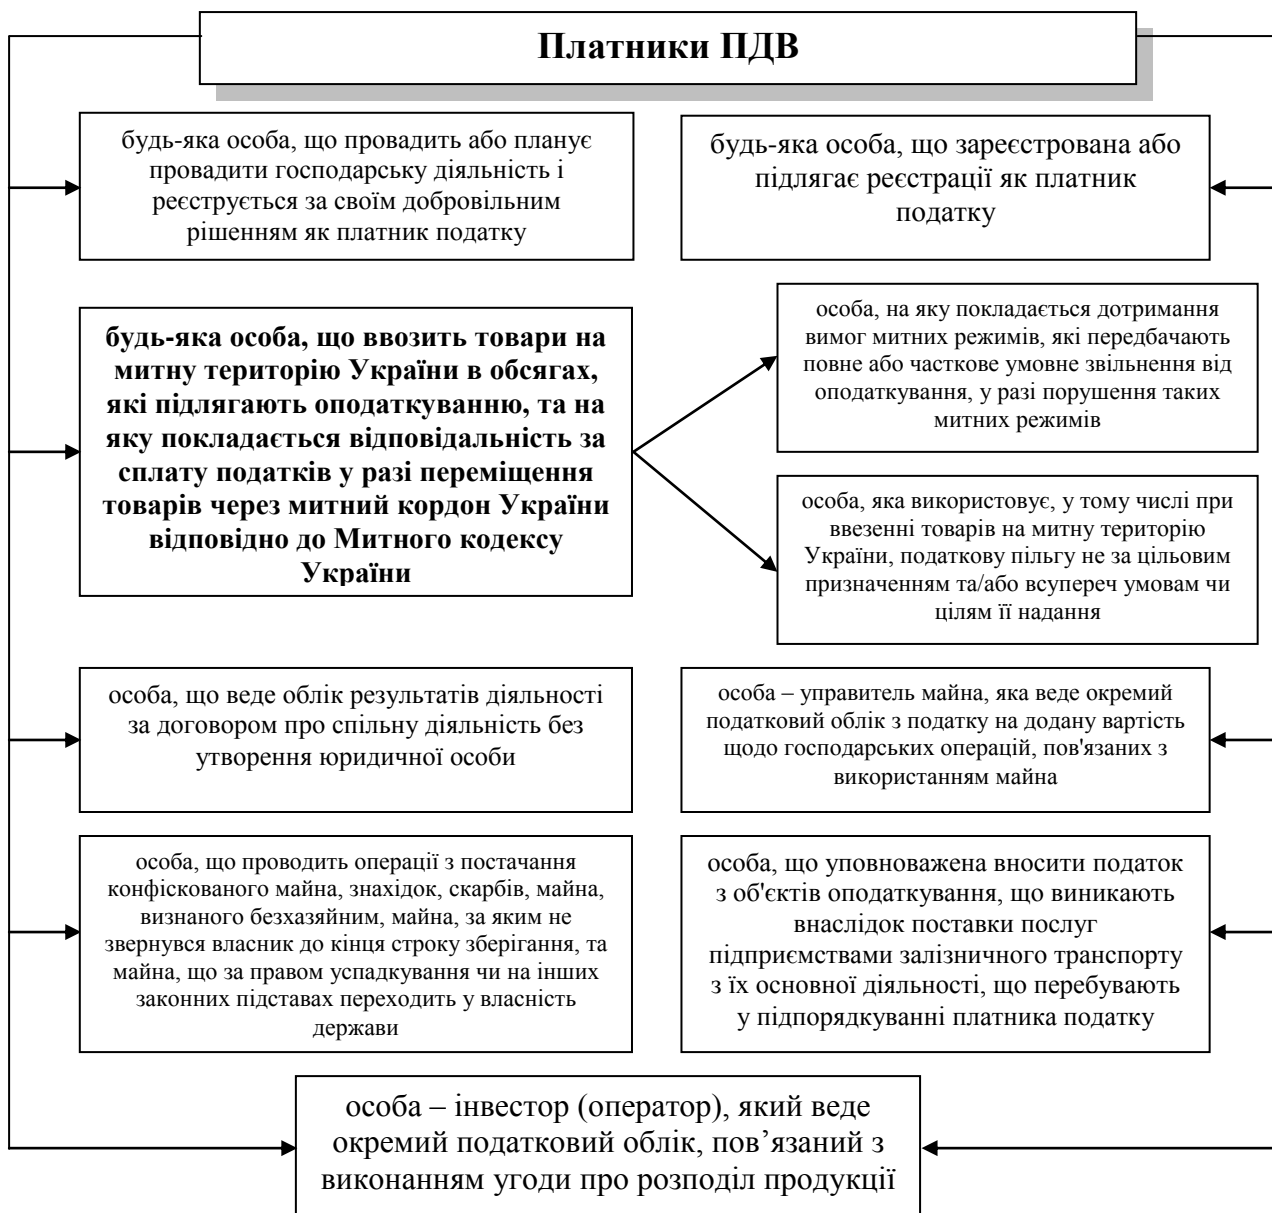 Платники ПДВ
будь-яка особа, що провадить або планує
провадити господарську діяльність і
реєструється за своїм добровільним
рішенням як платник податку
будь-яка особа, що зареєстрована або
підлягає реєстрації як платник
податку
будь-яка особа, що ввозить товари на
митну територію України в обсягах,
які підлягають оподаткуванню, та на
яку покладається відповідальність за
сплату податків у разі переміщення
товарів через митний кордон України
відповідно до Митного кодексу
України
особа, на яку покладається дотримання
вимог митних режимів, які передбачають
повне або часткове умовне звільнення від
оподаткування, у разі порушення таких
митних режимів
особа, яка використовує, у тому числі при
ввезенні товарів на митну територію
України, податкову пільгу не за цільовим
призначенням та/або всупереч умовам чи
цілям її надання
особа, що веде облік результатів діяльності
за договором про спільну діяльність без
утворення юридичної особи
особа – управитель майна, яка веде окремий
податковий облік з податку на додану вартість
щодо господарських операцій, пов'язаних з
використанням майна
особа, що проводить операції з постачання
конфіскованого майна, знахідок, скарбів, майна,
визнаного безхазяйним, майна, за яким не
звернувся власник до кінця строку зберігання, та
майна, що за правом успадкування чи на інших
законних підставах переходить у власність
держави
особа, що уповноважена вносити податок
з об'єктів оподаткування, що виникають
внаслідок поставки послуг
підприємствами залізничного транспорту
з їх основної діяльності, що перебувають
у підпорядкуванні платника податку
особа – інвестор (оператор), який веде
окремий податковий облік, пов’язаний з
виконанням угоди про розподіл продукції